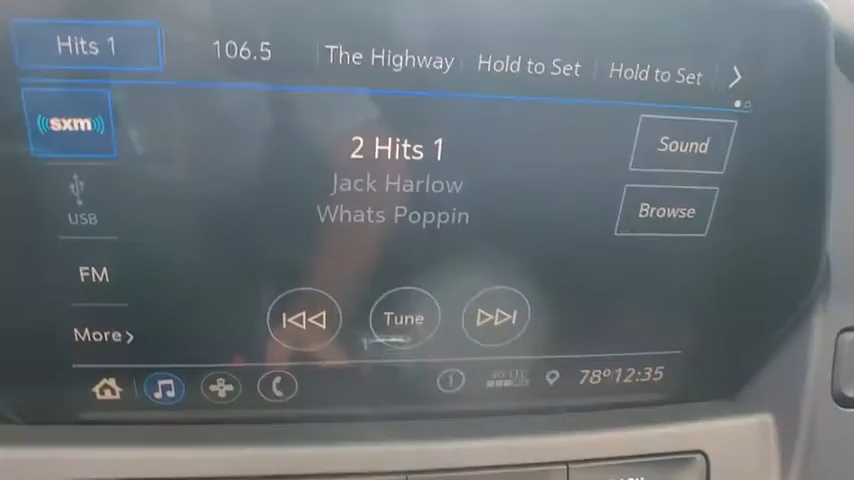 Hits 1
106.5
The Highway
Hold to Set
Hold to Set
sxm
2 Hits 1
Sound
Jack Harlow
USB
Whats Poppin
Browse
FM
Tune
More
78° 12:35